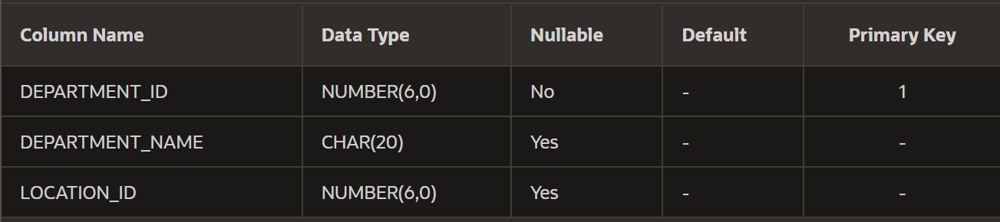 Column Name Data Type Nullable Default Primary Key
DEPARTMENT_ID NUMBER(6,0) No - 1
DEPARTMENT_NAME CHAR(20) Yes - -
LOCATION_ID NUMBER(6,0) Yes - -